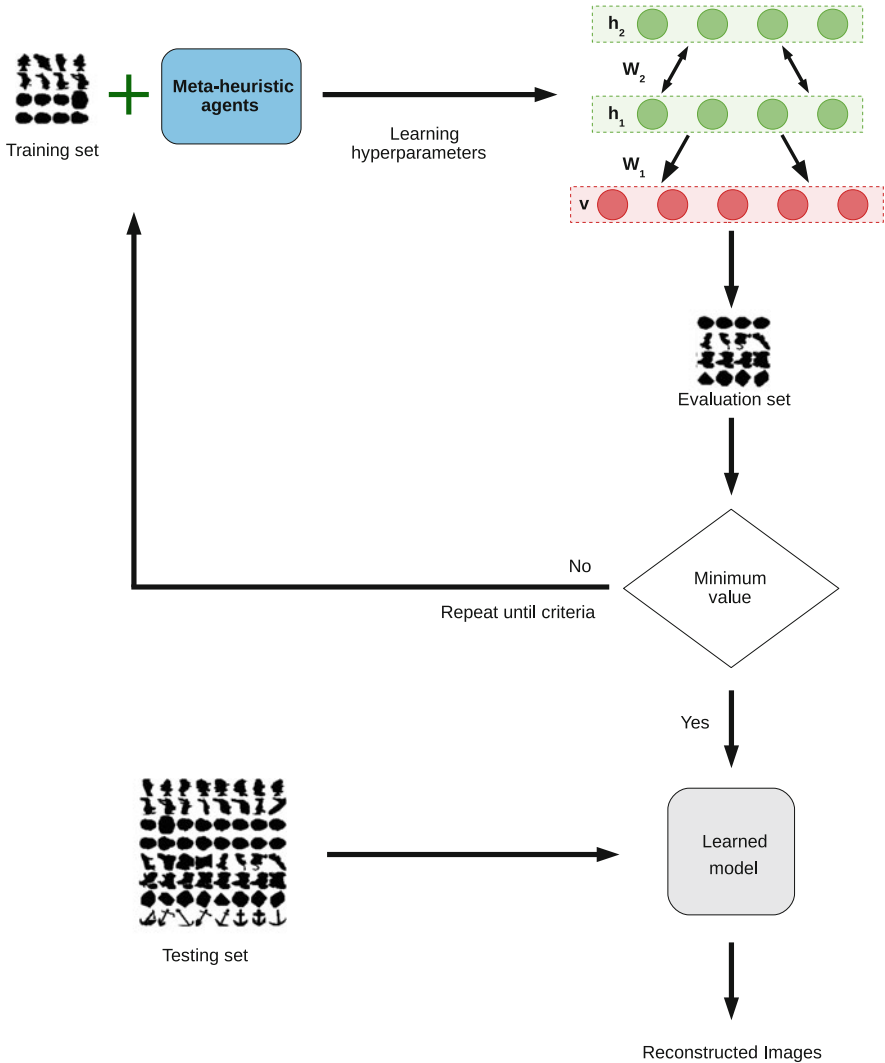 h2
Meta-heuristic
agents
W2
h1
Training set
Learning
hyperparameters
W1
v
Evaluation set
No
Minimum
value
Repeat until criteria
Yes
Learned
model
Testing set
Reconstructed Images